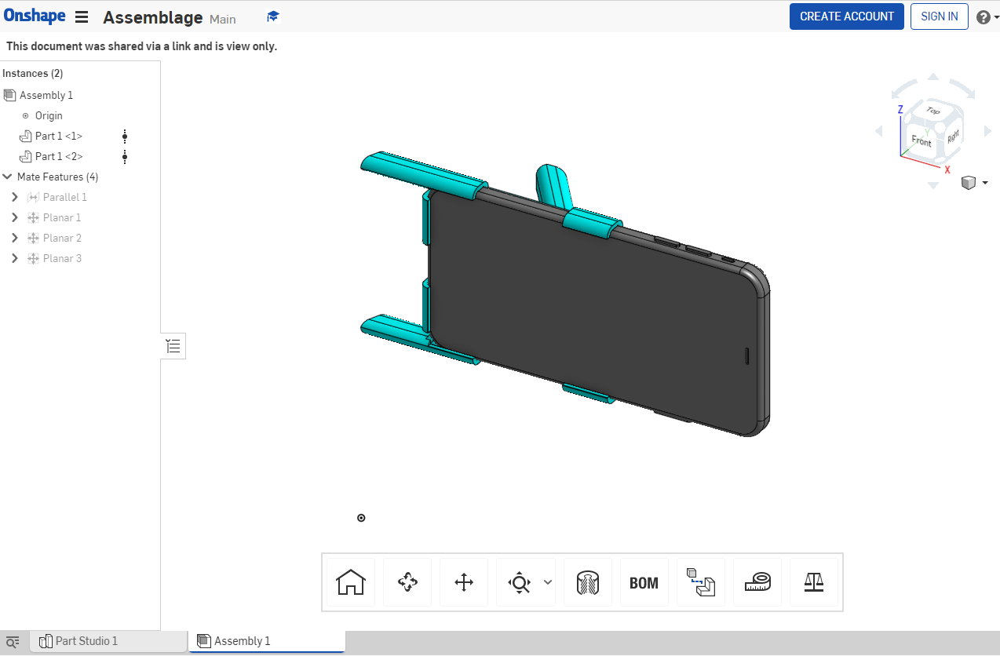 Onshape Assemblage Main CREATE ACCOUNT SIGN IN ?
This document was shared via a link and is view only.
Instances (2)
Assembly 1
Origin
Part 1 <1>
Part 1 <2>
Mate Features (4)
Parallel 1
Planar 1
Planar 2
Planar 3
Z
Top
Y
Front
Right
X
BOM
Part Studio 1
Assembly 1